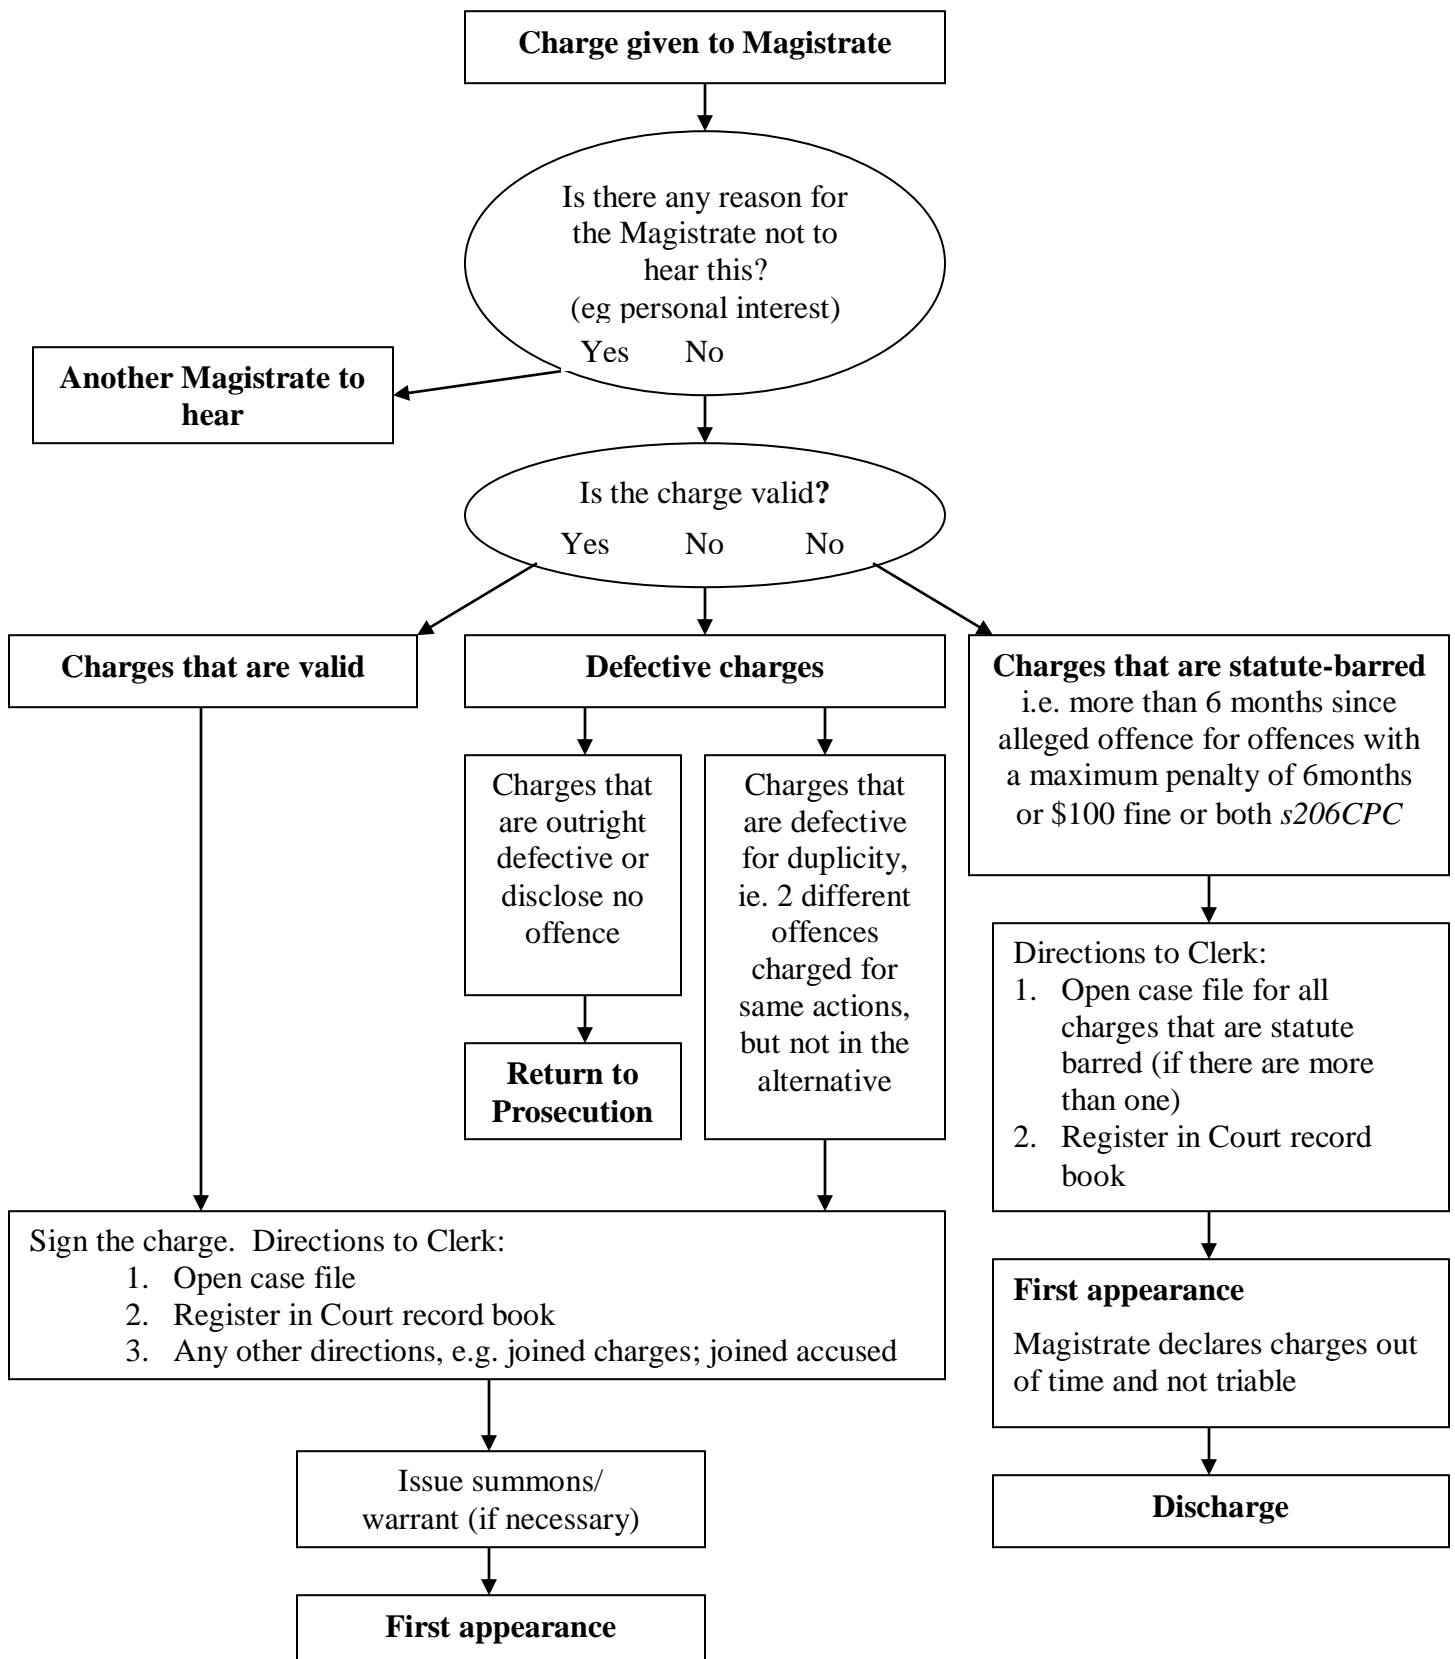 Charge given to Magistrate
Is there any reason for
the Magistrate not to
hear this?
(eg personal interest)
Yes No
Another Magistrate to
hear
Is the charge valid?
Yes No No
Charges that are valid
Defective charges
Charges that are statute-barred
i.e. more than 6 months since
alleged offence for offences with
a maximum penalty of 6months
or $100 fine or both s206CPC
Charges that
are outright
defective or
disclose no
offence
Return to
Prosecution
Charges that
are defective
for duplicity,
ie. 2 different
offences
charged for
same actions,
but not in the
alternative
Directions to Clerk:
1. Open case file for all
charges that are statute
barred (if there are more
than one)
2. Register in Court record
book
Sign the charge. Directions to Clerk:
1. Open case file
2. Register in Court record book
3. Any other directions, e.g. joined charges; joined accused
First appearance
Magistrate declares charges out
of time and not triable
Issue summons/
warrant (if necessary)
Discharge
First appearance